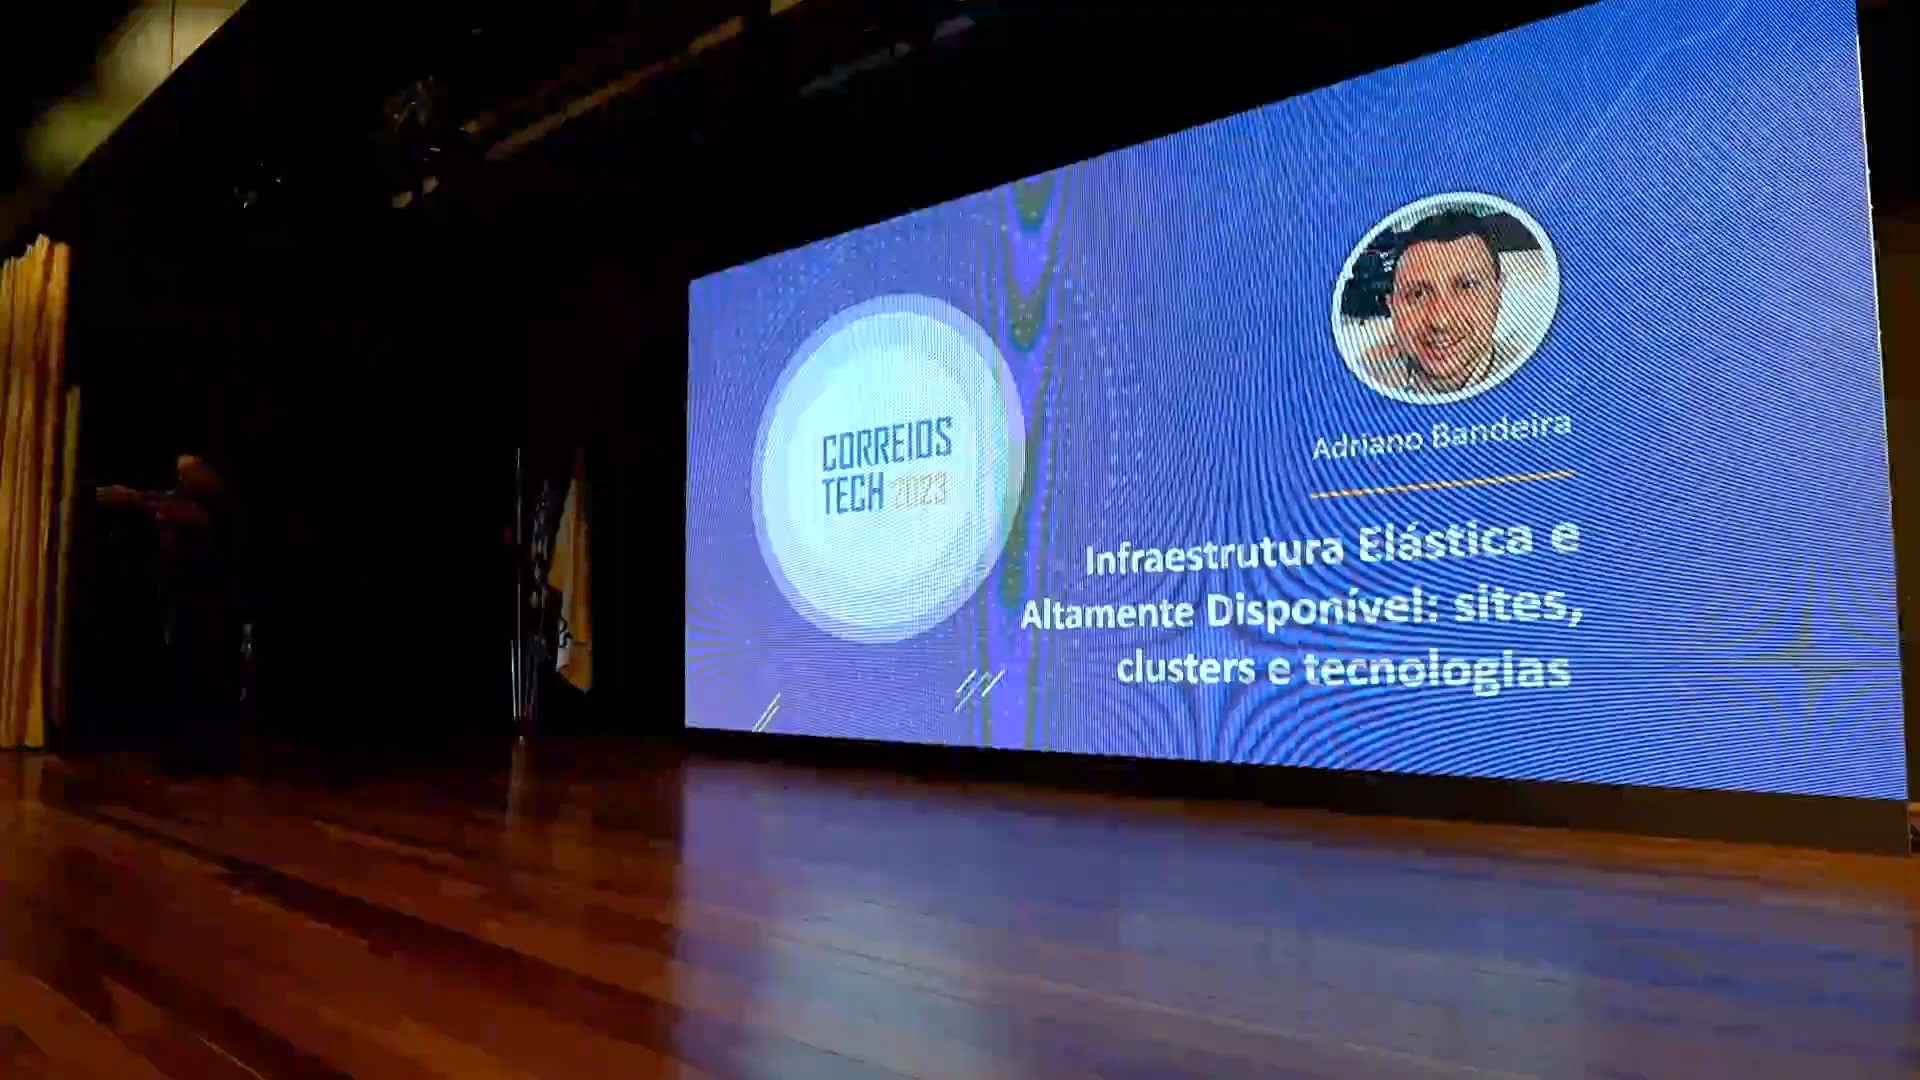 CORREIOS
TECH 2023
Adriano Bandeira
Infraestrutura Elástica e
Altamente Disponível: sites,
clusters e tecnologias